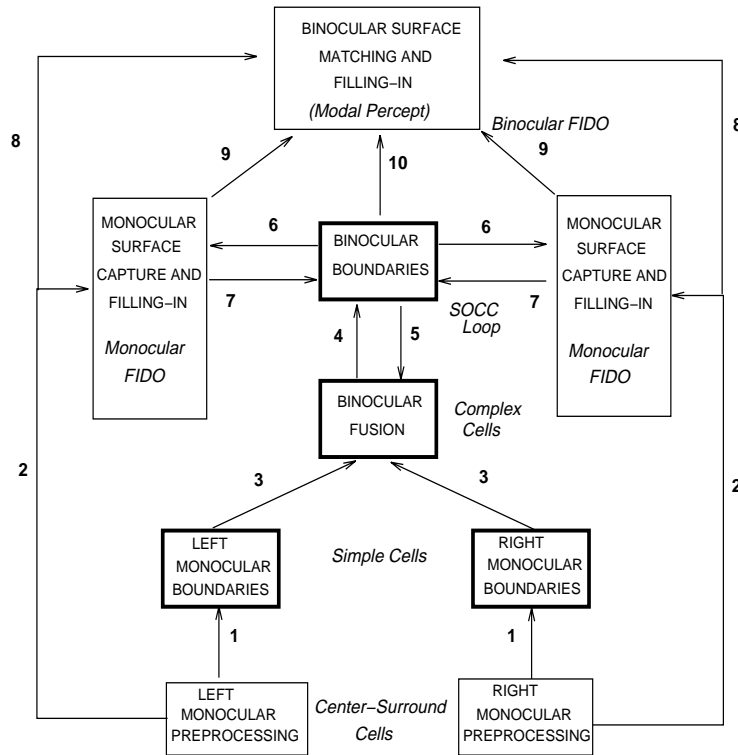 BINOCULAR SURFACE
MATCHING AND
FILLING–IN
(Modal Percept)
Binocular FIDO
8
8
9
9
10
MONOCULAR
SURFACE
CAPTURE AND
FILLING–IN
Monocular
FIDO
6
7
BINOCULAR
BOUNDARIES
6
7
MONOCULAR
SURFACE
CAPTURE AND
FILLING–IN
Monocular
FIDO
SOCC
Loop
4
5
BINOCULAR
FUSION
Complex
Cells
2
2
3
3
LEFT
MONOCULAR
BOUNDARIES
Simple Cells
RIGHT
MONOCULAR
BOUNDARIES
1
1
LEFT
MONOCULAR
PREPROCESSING
Center–Surround
Cells
RIGHT
MONOCULAR
PREPROCESSING